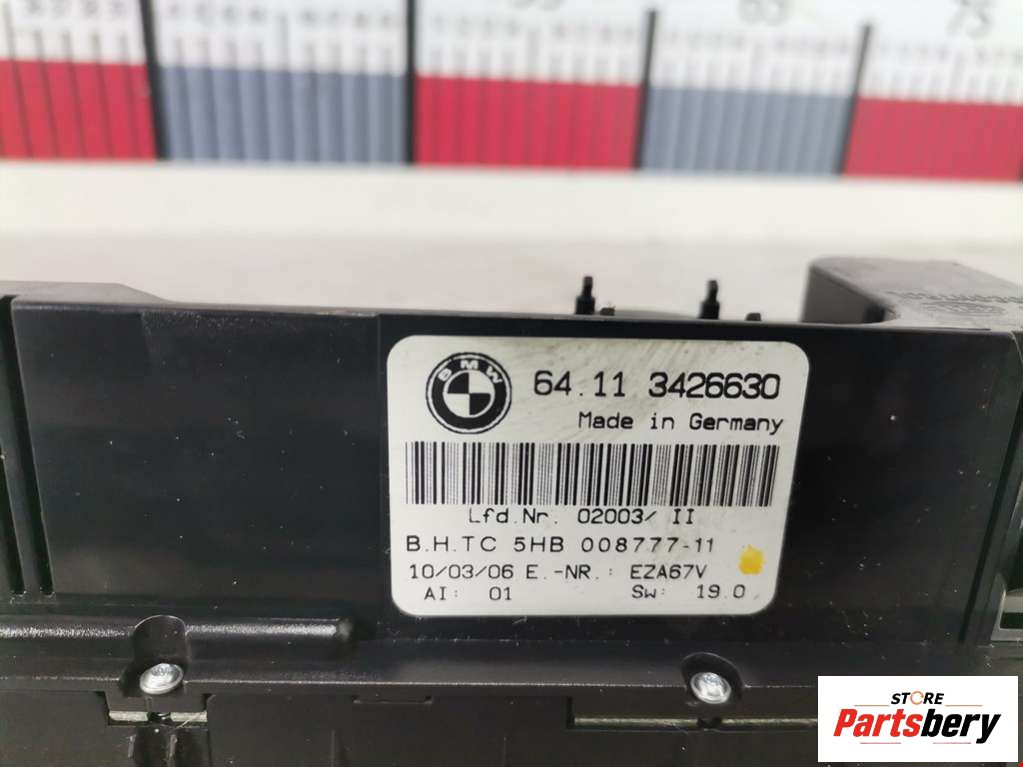 75
BMW
64.11 3426630
Made in Germany
Lfd.Nr. 02003/ II
B.H.TC 5HB 008777-11
10/03/06 E.-NR.: EZA67V
AI: 01 Sw: 19.0
STORE
Partsbery